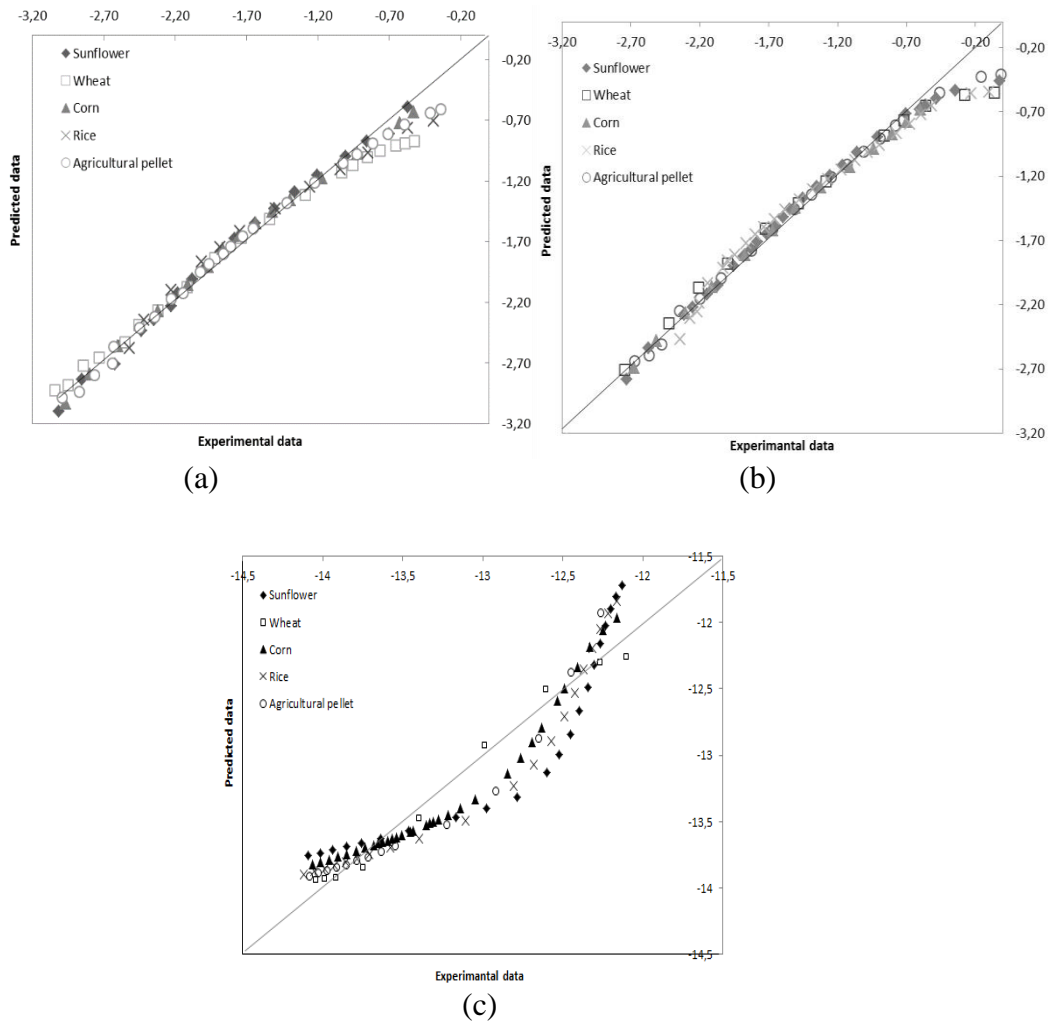 -3,20 -2,70 -2,20 -1,70 -1,20 -0,70 -0,20
-0,20
-0,70
-1,20
-1,70
-2,20
-2,70
-3,20
Sunflower
Wheat
Corn
Rice
Agricultural pellet
Predicted data
Experimental data
(a)
-3,20 -2,70 -2,20 -1,70 -1,20 -0,70 -0,20
-0,20
-0,70
-1,20
-1,70
-2,20
-2,70
-3,20
Sunflower
Wheat
Corn
Rice
Agricultural pellet
Predicted data
Experimantal data
(b)
-14,5 -14 -13,5 -13 -12,5 -12 -11,5
-11,5
-12
-12,5
-13
-13,5
-14
-14,5
Sunflower
Wheat
Corn
Rice
Agricultural pellet
Predicted data
Experimantal data
(c)